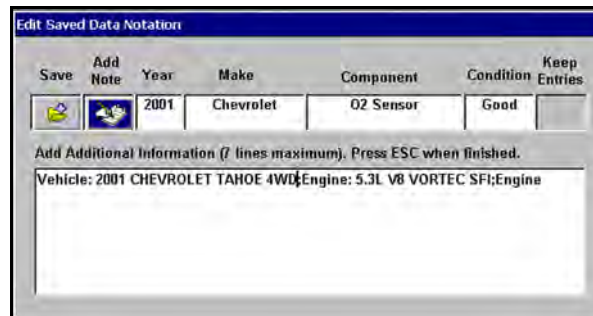 Edit Saved Data Notation
Save Add Note Year Make Component Condition Keep Entries
2001 Chevrolet O2 Sensor Good
Add Additional Information (7 lines maximum). Press ESC when finished.
Vehicle: 2001 CHEVROLET TAHOE 4WD;Engine: 5.3L V8 VORTEC SFI;Engine